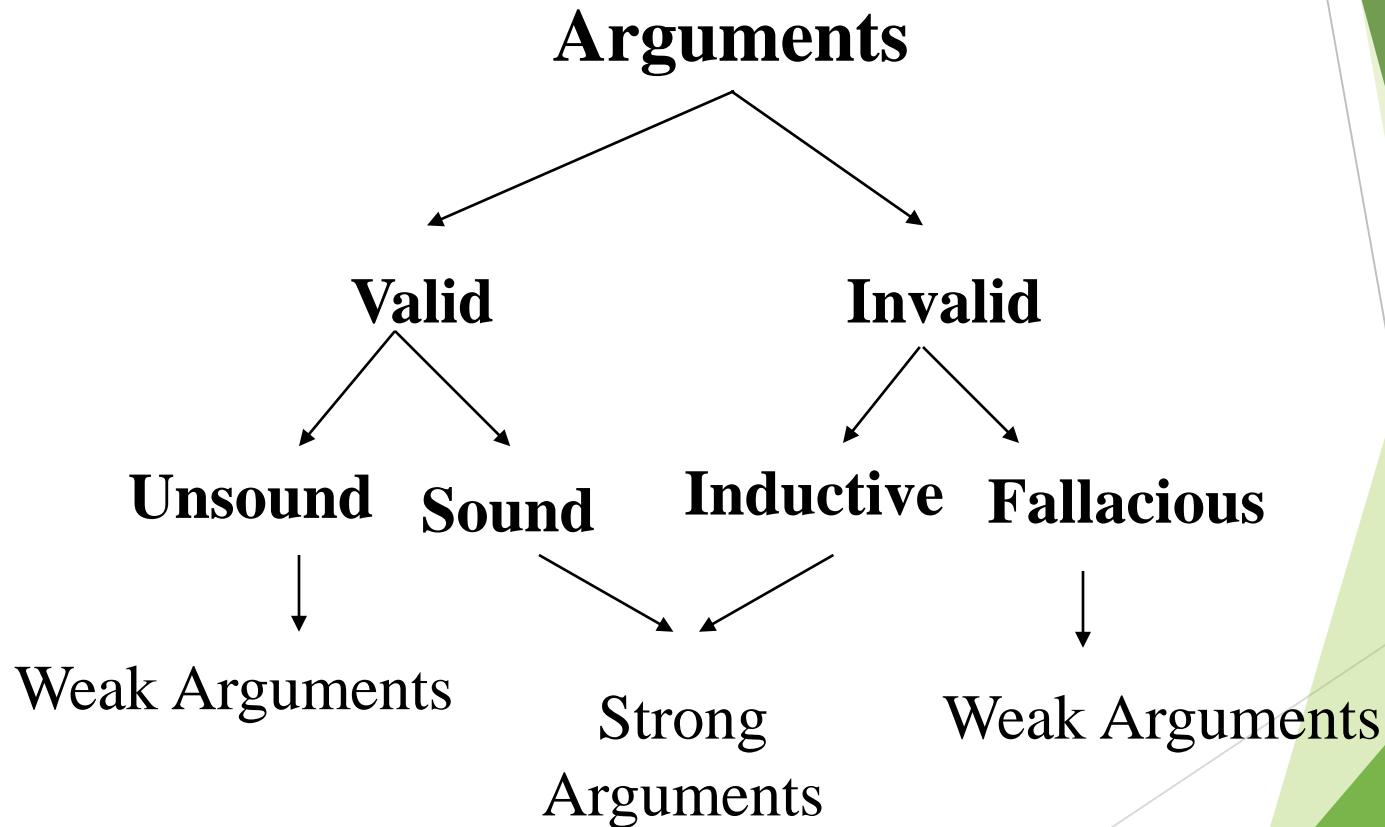 Arguments
Valid
Invalid
Unsound
Sound
Inductive
Fallacious
Weak Arguments
Strong
Arguments
Weak Arguments